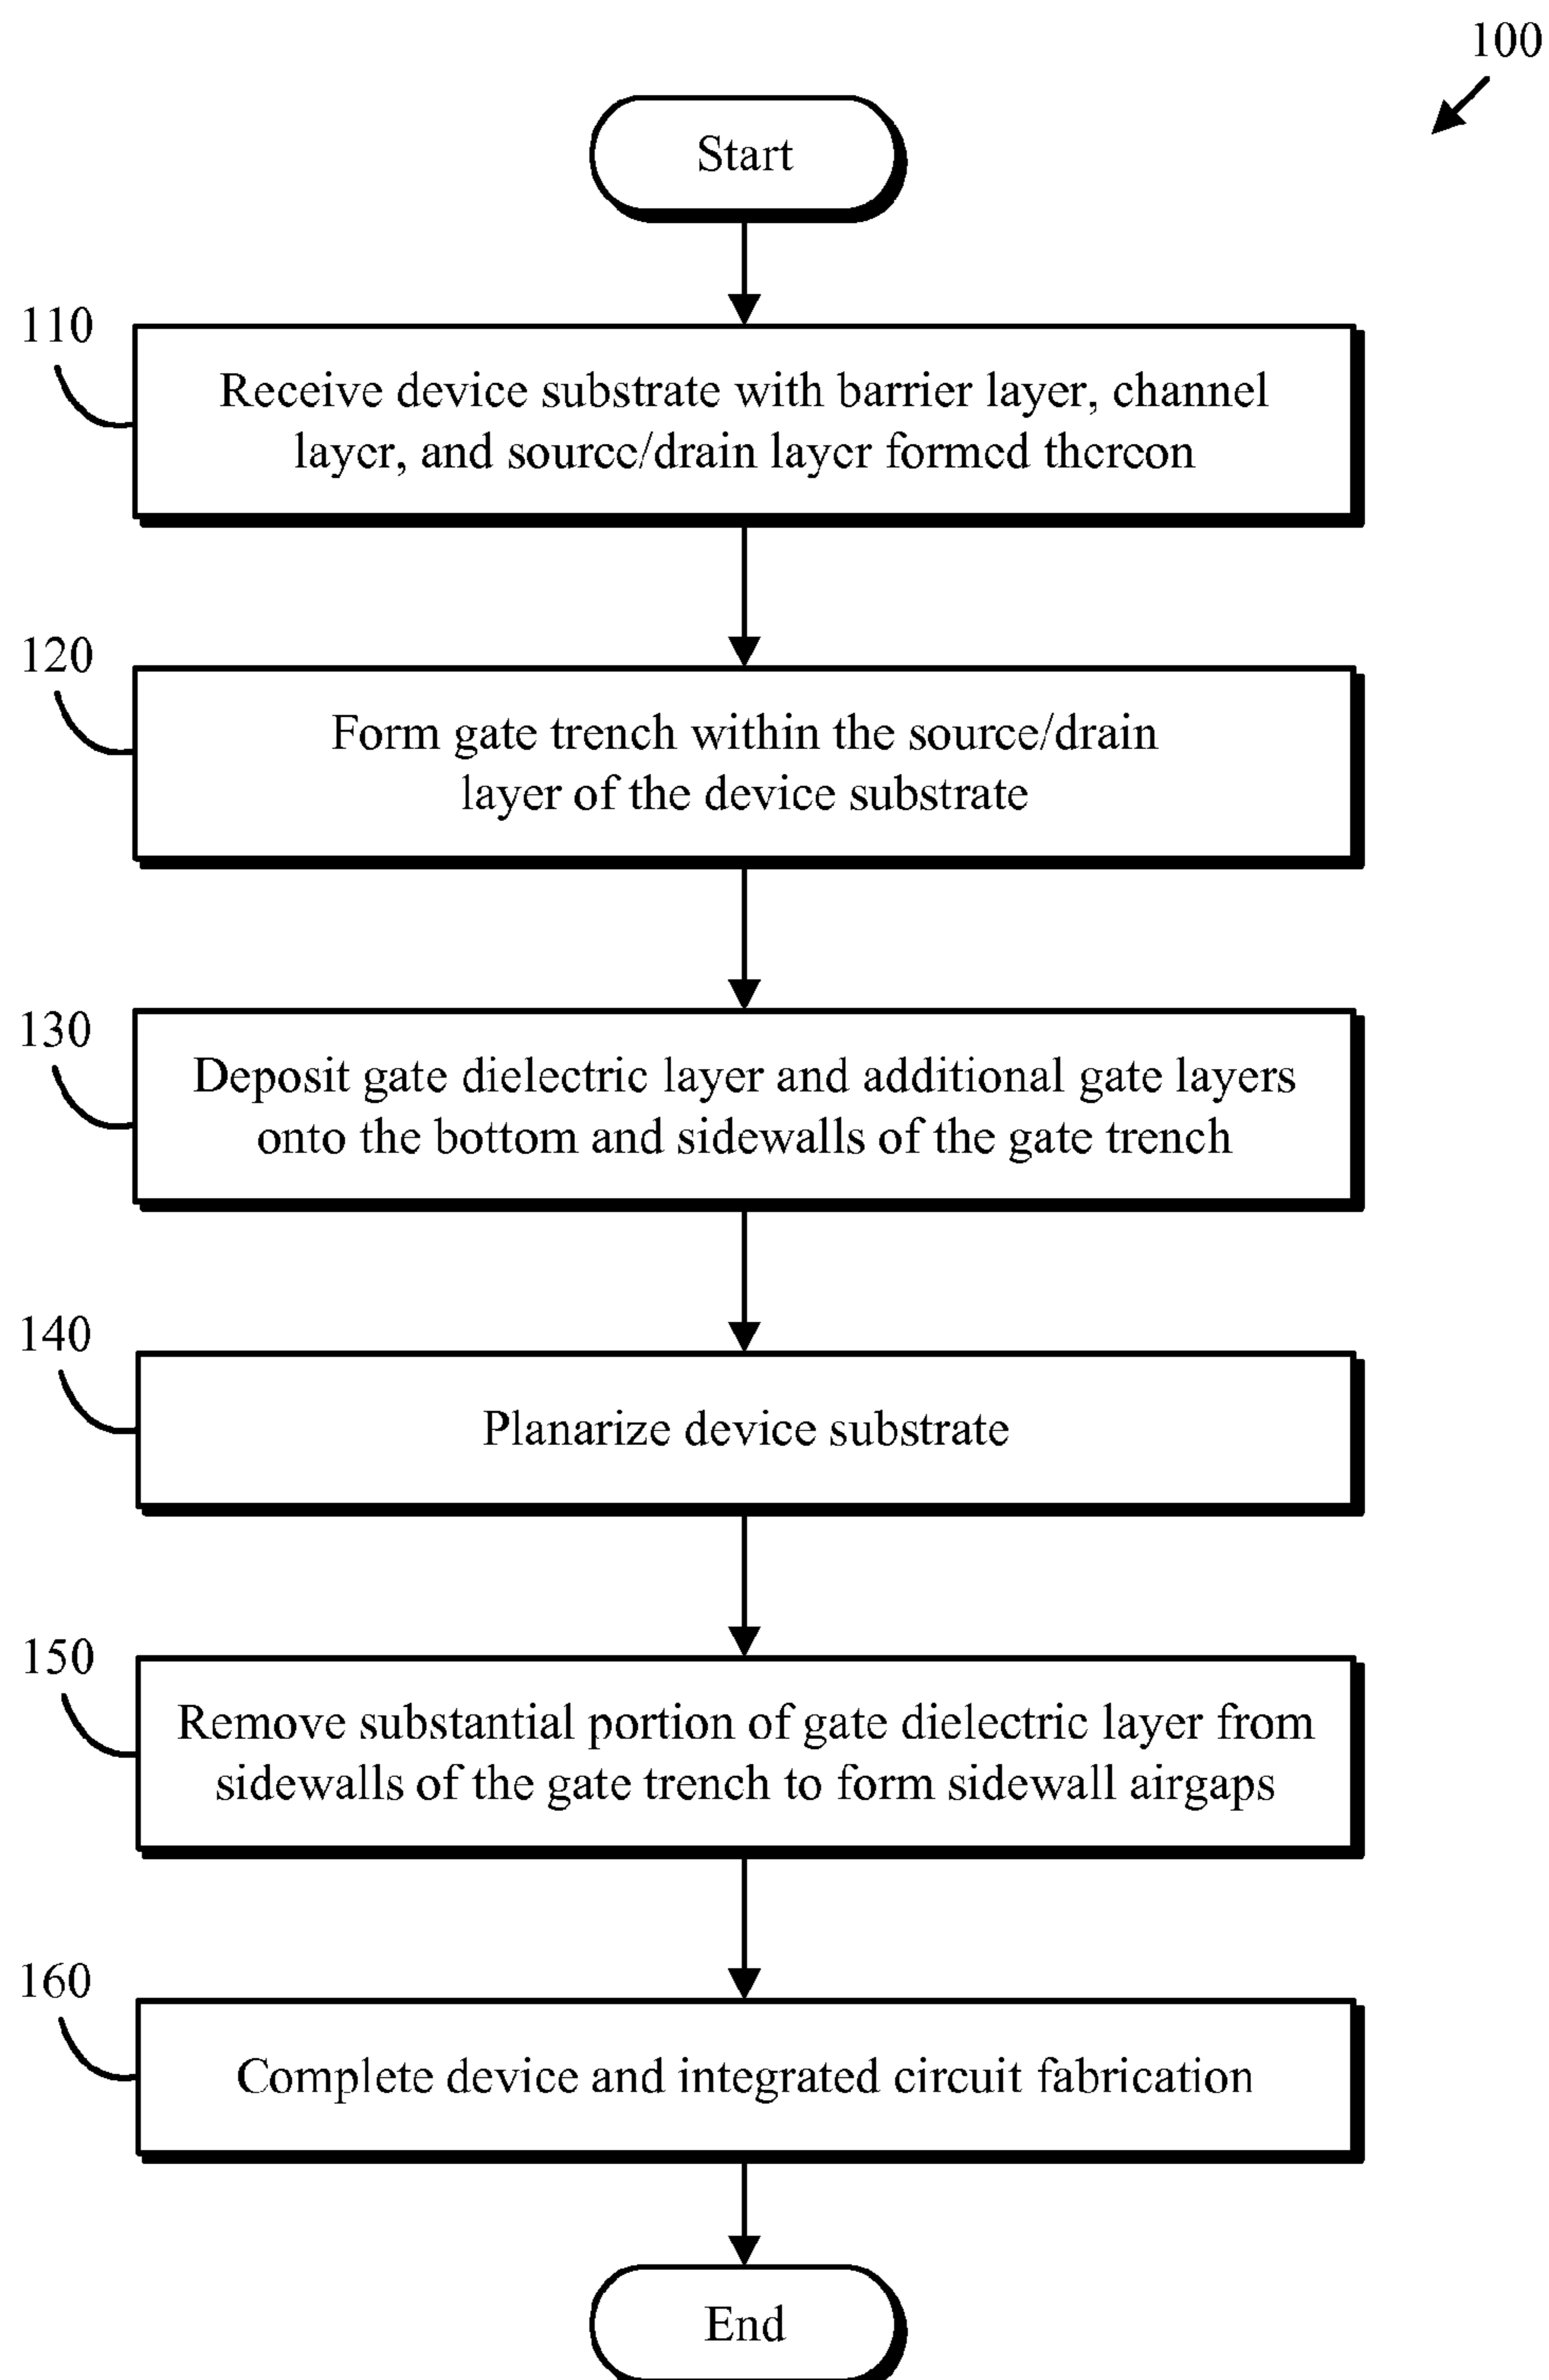 100
Start
110
Receive device substrate with barrier layer, channel
layer, and source/drain layer formed thereon
120
Form gate trench within the source/drain
layer of the device substrate
130
Deposit gate dielectric layer and additional gate layers
onto the bottom and sidewalls of the gate trench
140
Planarize device substrate
150
Remove substantial portion of gate dielectric layer from
sidewalls of the gate trench to form sidewall airgaps
160
Complete device and integrated circuit fabrication
End